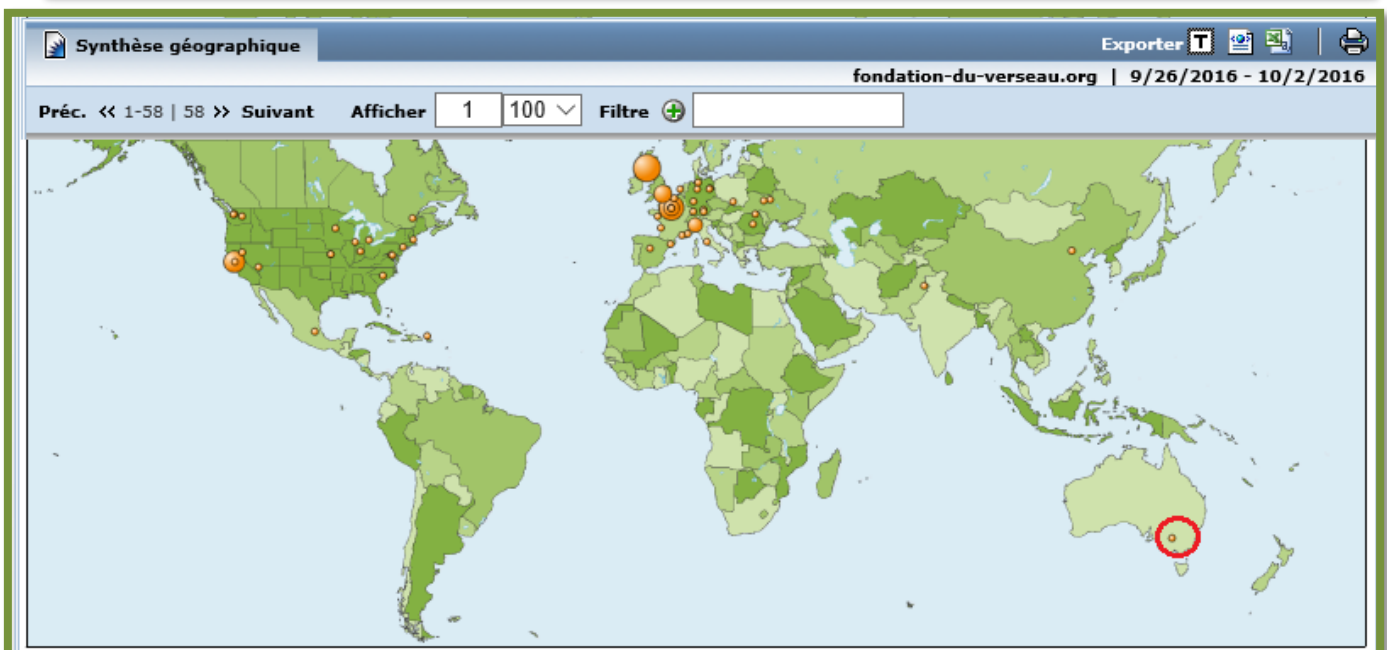 Synthèse géographique
Exporter T
fondation-du-verseau.org | 9/26/2016 - 10/2/2016
Préc. « 1-58 | 58 » Suivant Afficher 1 100 Filtre